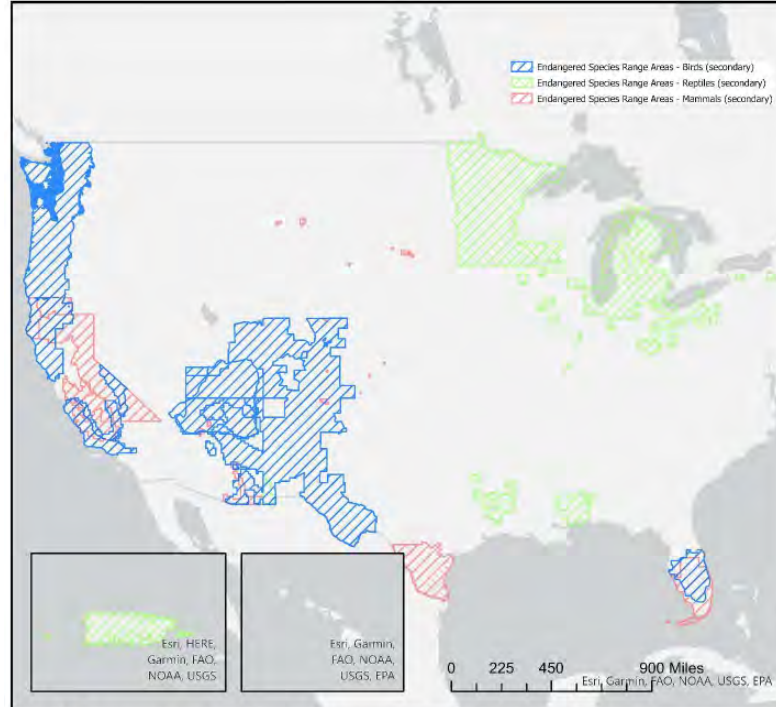 Endangered Species Range Areas - Birds (secondary)
Endangered Species Range Areas - Reptiles (secondary)
Endangered Species Range Areas - Mammals (secondary)
Esri, HERE,
Garmin, FAO,
NOAA, USGS
Esri, Garmin,
FAO, NOAA,
USGS, EPA
0 225 450 900 Miles
Esri, Garmin, FAO, NOAA, USGS, EPA